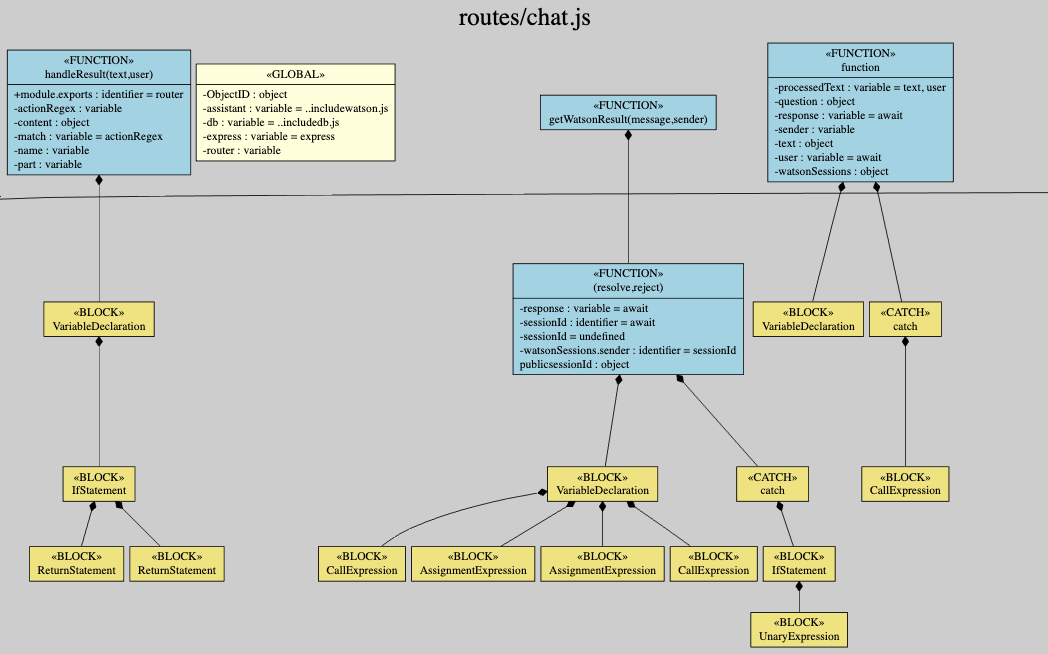 routes/chat.js
«FUNCTION»
handleResult(text,user)
+module.exports : identifier = router
-actionRegex : variable
-content : object
-match : variable = actionRegex
-name : variable
-part : variable
«GLOBAL»
-ObjectID : object
-assistant : variable = ..includewatson.js
-db : variable = ..includedb.js
-express : variable = express
-router : variable
«FUNCTION»
getWatsonResult(message,sender)
«FUNCTION»
function
-processedText : variable = text, user
-question : object
-response : variable = await
-sender : variable
-text : object
-user : variable = await
-watsonSessions : object
«FUNCTION»
(resolve,reject)
-response : variable = await
-sessionId : identifier = await
-sessionId = undefined
-watsonSessions.sender : identifier = sessionId
publicsessionId : object
«BLOCK»
VariableDeclaration
«BLOCK»
VariableDeclaration
«CATCH»
catch
«BLOCK»
IfStatement
«BLOCK»
VariableDeclaration
«CATCH»
catch
«BLOCK»
CallExpression
«BLOCK»
ReturnStatement
«BLOCK»
ReturnStatement
«BLOCK»
CallExpression
«BLOCK»
AssignmentExpression
«BLOCK»
AssignmentExpression
«BLOCK»
CallExpression
«BLOCK»
IfStatement
«BLOCK»
UnaryExpression